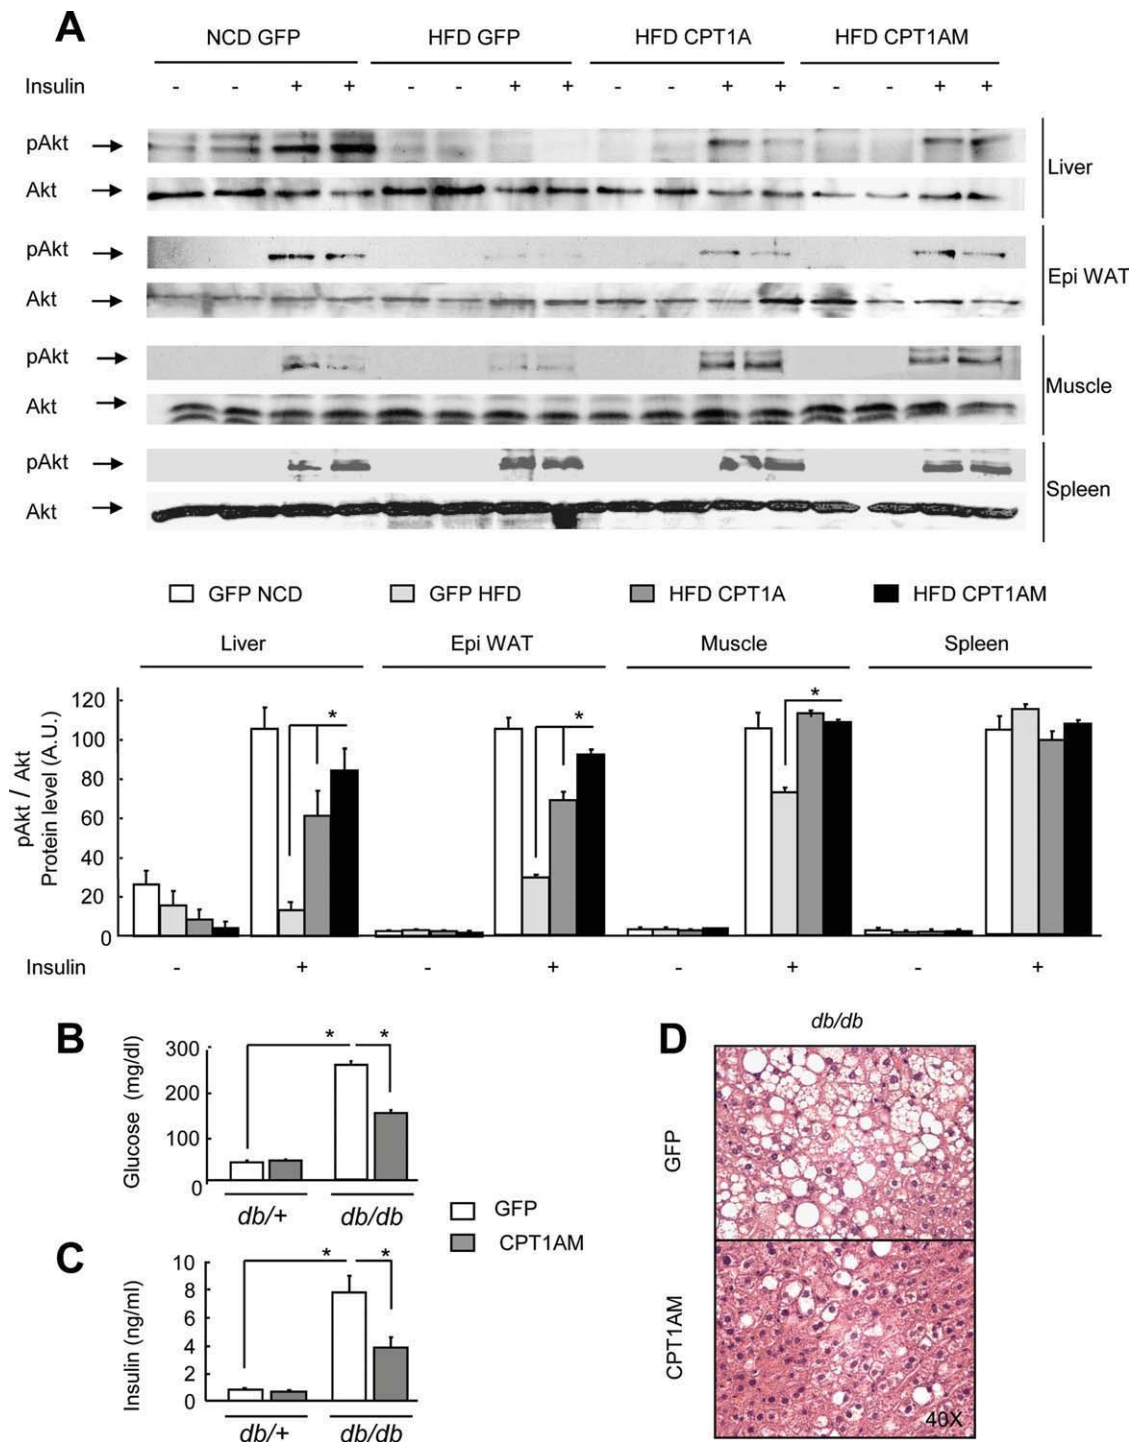 A
NCD GFP HFD GFP HFD CPT1A HFD CPT1AM
Insulin - - + + - - + + - - + + - - + +
pAkt
Akt
Liver
pAkt
Akt
Epi WAT
pAkt
Akt
Muscle
pAkt
Akt
Spleen
GFP NCD GFP HFD HFD CPT1A HFD CPT1AM
Liver Epi WAT Muscle Spleen
pAkt / Akt
Protein level (A.U.)
120
100
80
60
40
20
0
* * *
Insulin - + - + - + - +
B
Glucose (mg/dl)
300
200
100
0
* *
db/+ db/db
GFP
CPT1AM
C
Insulin (ng/ml)
10
8
6
4
2
0
* *
db/+ db/db
D
db/db
GFP
CPT1AM
40X